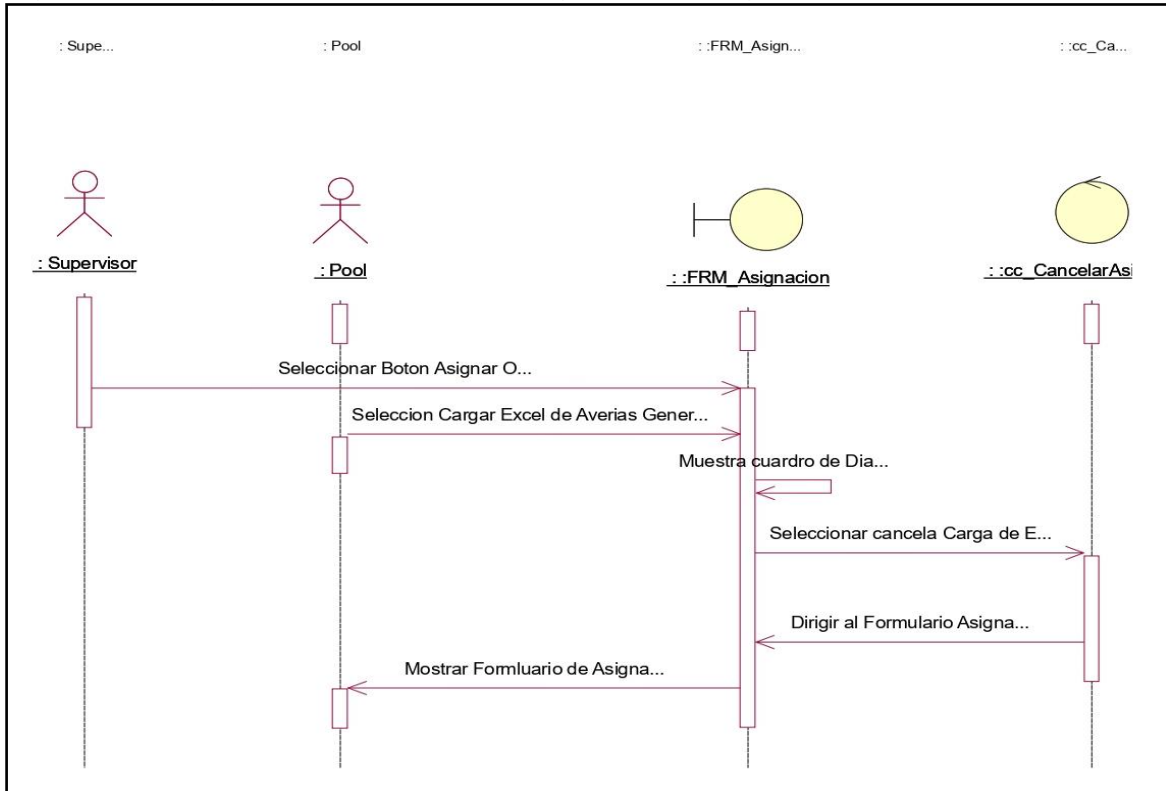 : Supe...
: Pool
: :FRM_Asign...
: :cc_Ca...
: Supervisor
: Pool
: :FRM_Asignacion
: :cc_CancelarAsi
Seleccionar Boton Asignar O...
Seleccion Cargar Excel de Averias Gener...
Muestra cuardro de Dia...
Seleccionar cancela Carga de E...
Dirigir al Formulario Asigna...
Mostrar Formluario de Asigna...